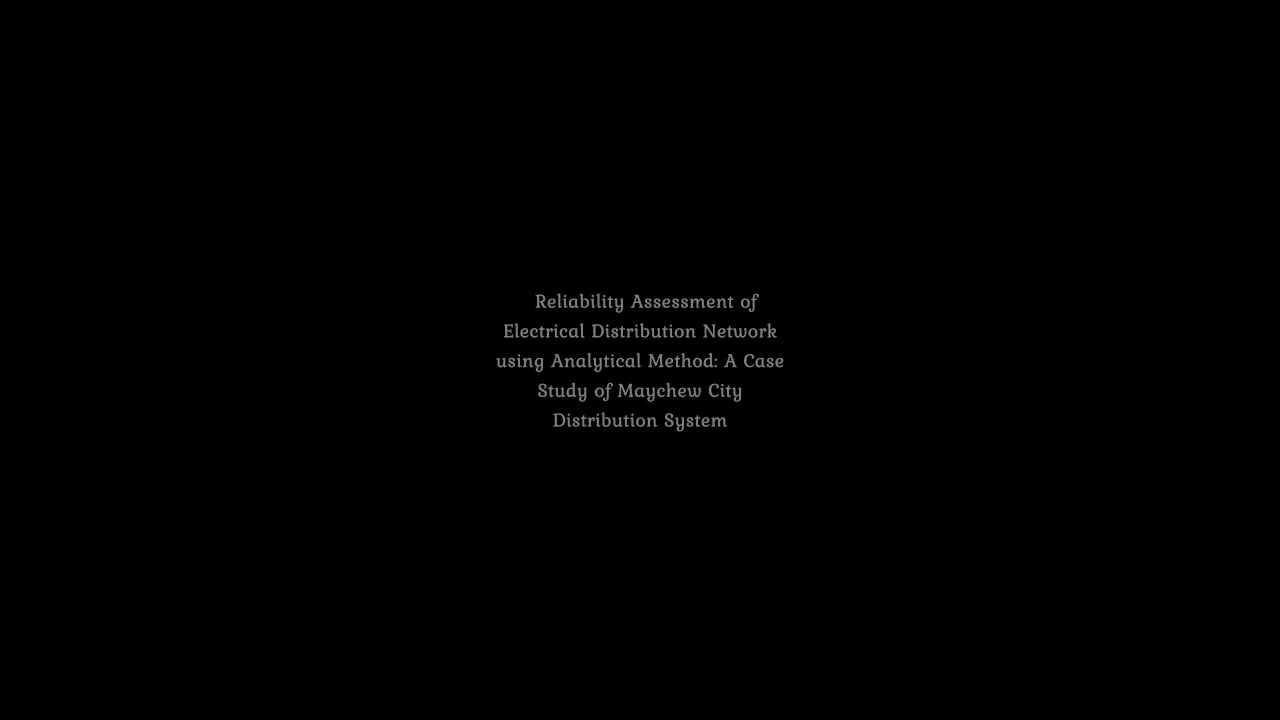 Reliability Assessment of
Electrical Distribution Network
using Analytical Method: A Case
Study of Maychew City
Distribution System